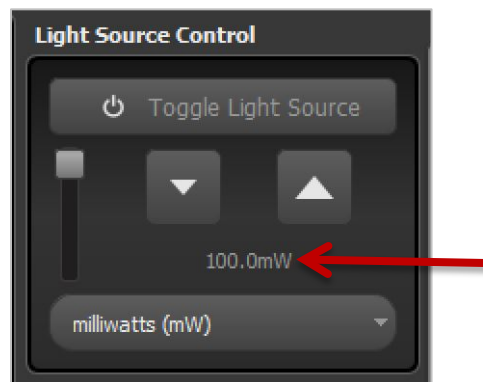 Light Source Control
Toggle Light Source
100.0mW
milliwatts (mW)